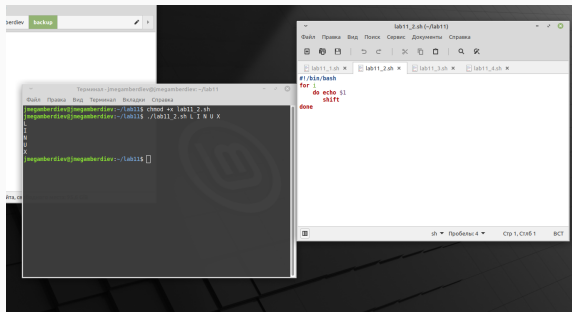 berdiev backup
lab11_2.sh (~/lab11)
Файл Правка Вид Поиск Сервис Документы Справка
lab11_1.sh × lab11_2.sh × lab11_3.sh × lab11_4.sh ×
#!/bin/bash
for i
do echo $1
shift
done
sh Пробелы: 4 Стр 1, Стлб 1 ВСТ
Терминал - jmegamberdiev@jmegamberdiev: ~/lab11
Файл Правка Вид Терминал Вкладки Справка
jmegamberdiev@jmegamberdiev:~/lab11$ chmod +x lab11_2.sh
jmegamberdiev@jmegamberdiev:~/lab11$ ./lab11_2.sh L I N U X
L
I
N
U
X
jmegamberdiev@jmegamberdiev:~/lab11$